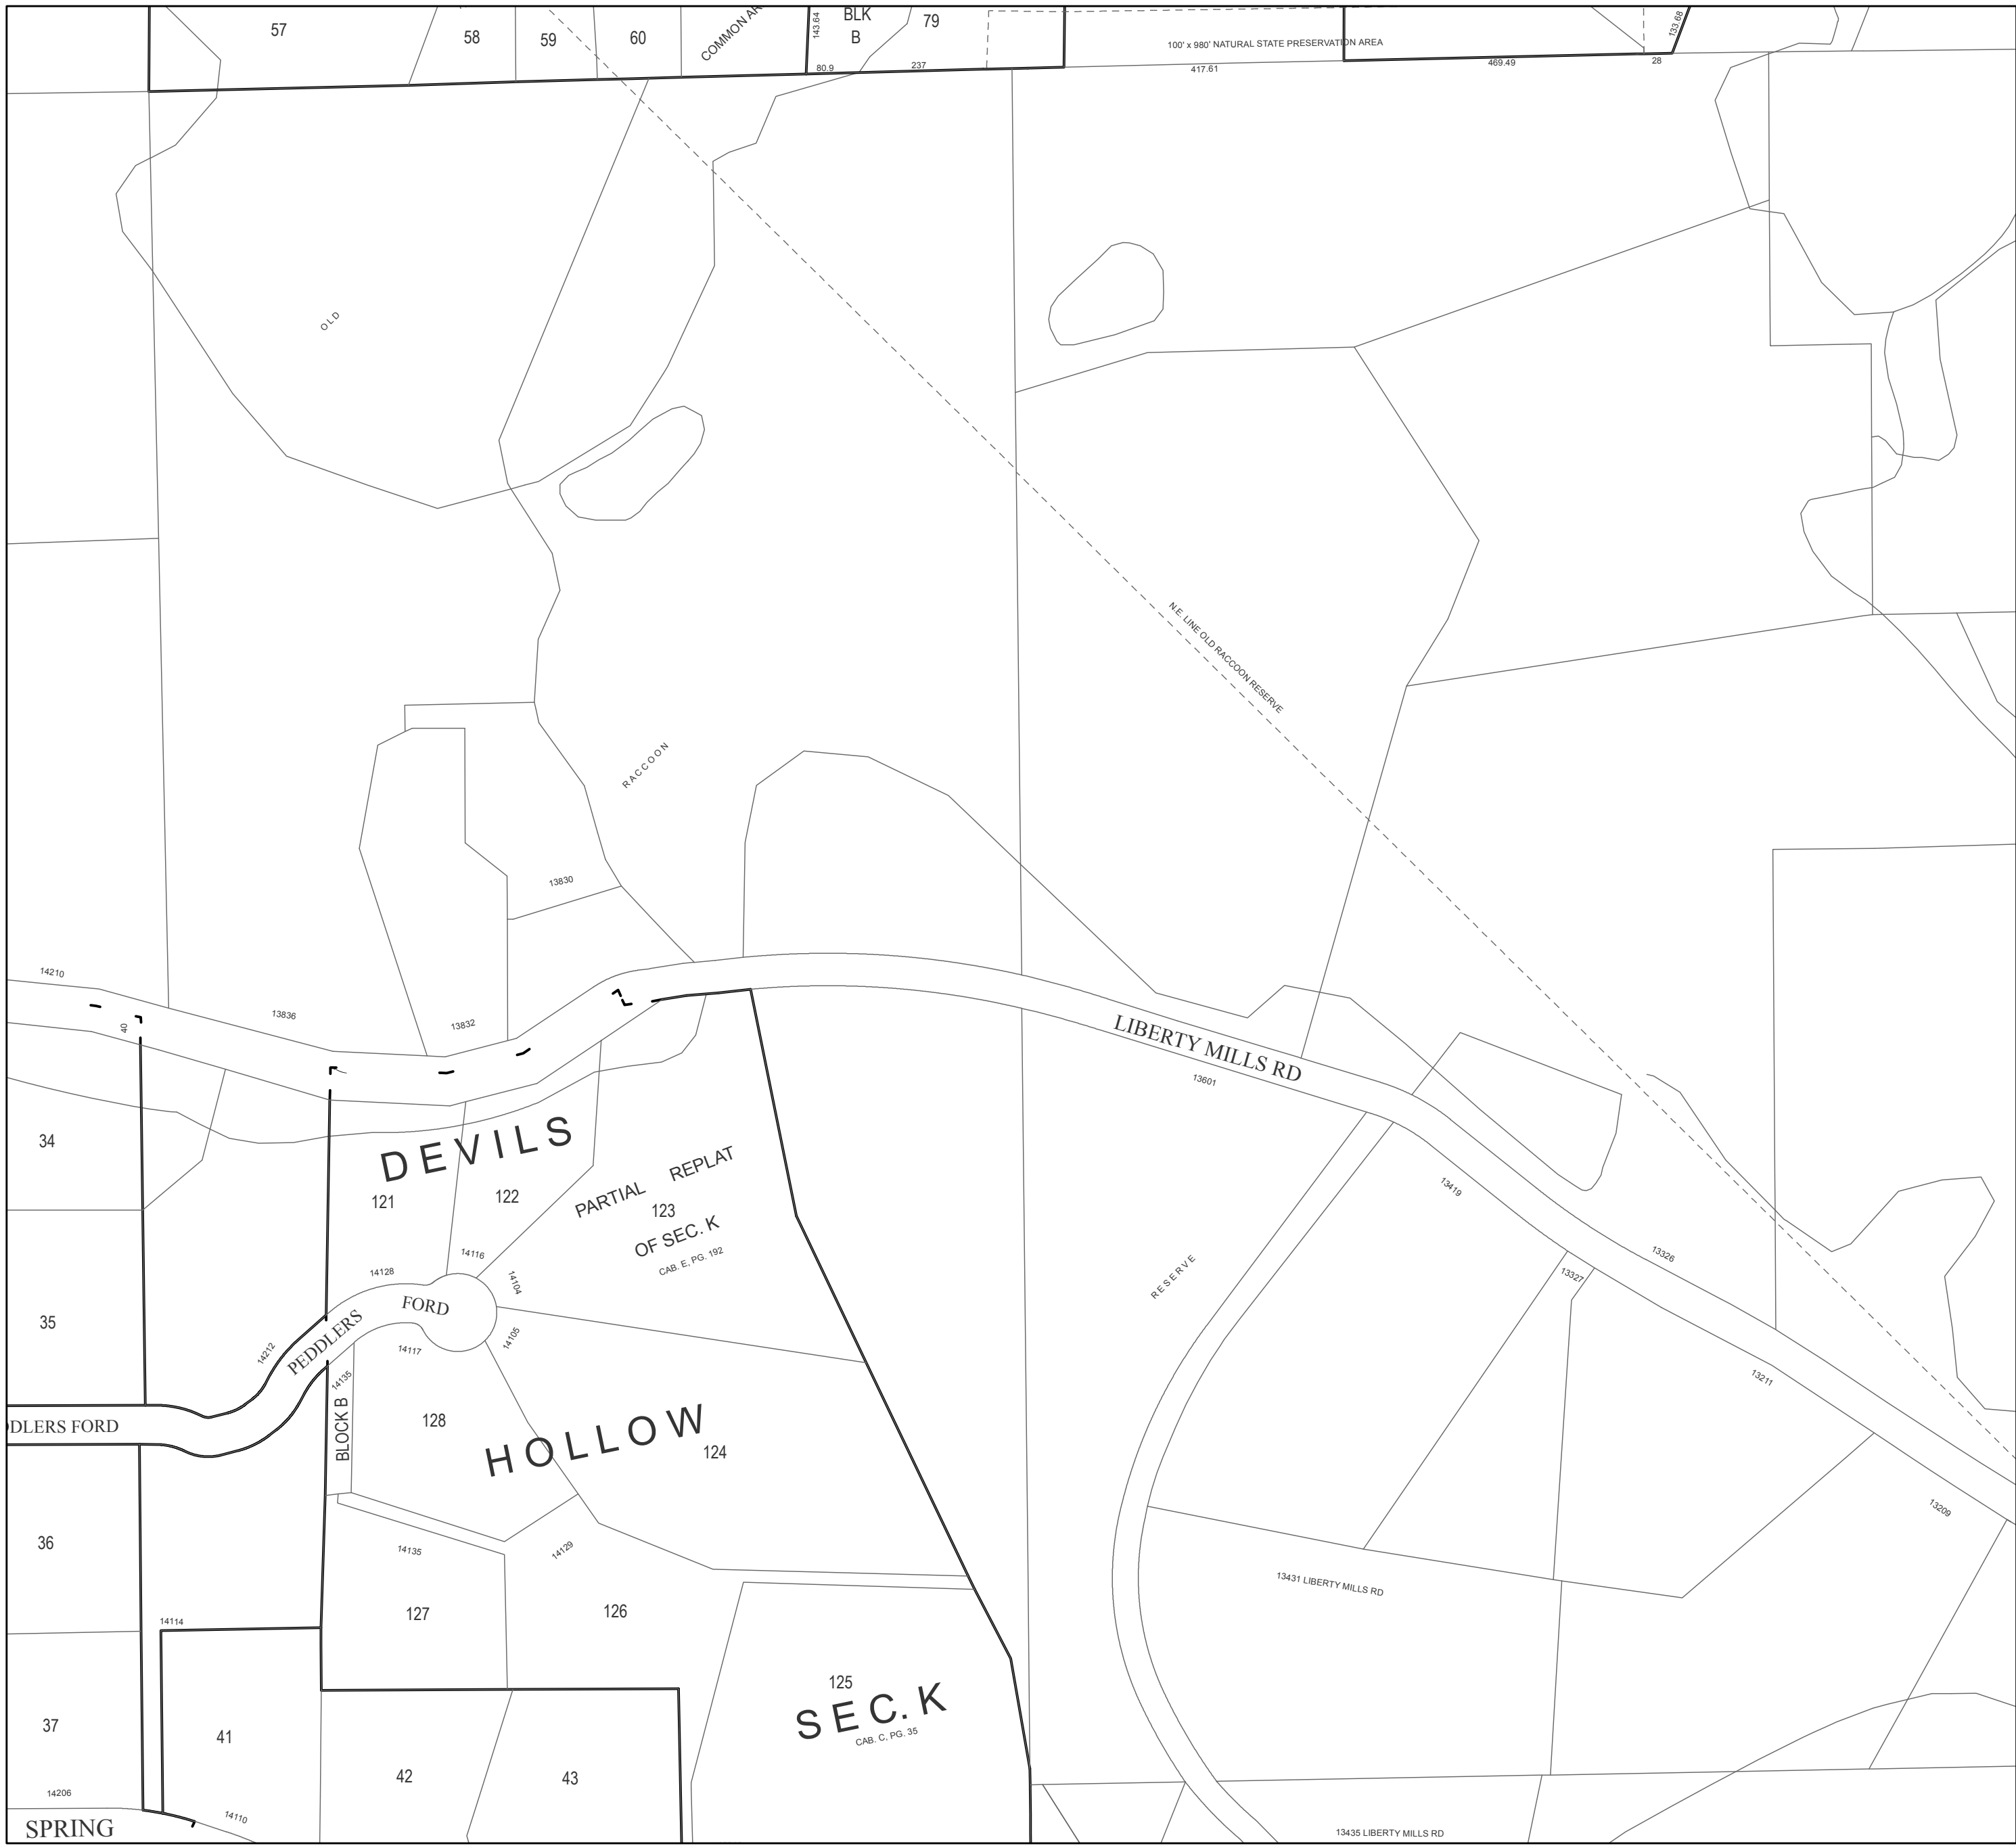 57
58
59
60
COMMON AR
143.64
BLK
B
79
80.9
237
100' x 980' NATURAL STATE PRESERVATION AREA
417.61
469.49
28
133.68
OLD
N.E. LINE OLD RACCOON RESERVE
RACCOON
13830
14210
40
13836
13832
LIBERTY MILLS RD
13601
34
DEVILS
121
122
PARTIAL REPLAT
123
OF SEC. K
CAB. E, PG. 192
13419
RESERVE
14116
14128
14104
13326
13327
35
PEDDLERS
FORD
14212
14117
14105
14135
BLOCK B
13211
DLERS FORD
128
HOLLOW
124
13209
36
14135
14129
13431 LIBERTY MILLS RD
127
126
14114
125
SEC. K
CAB. C, PG. 35
37
41
42
43
14206
14110
SPRING
13435 LIBERTY MILLS RD